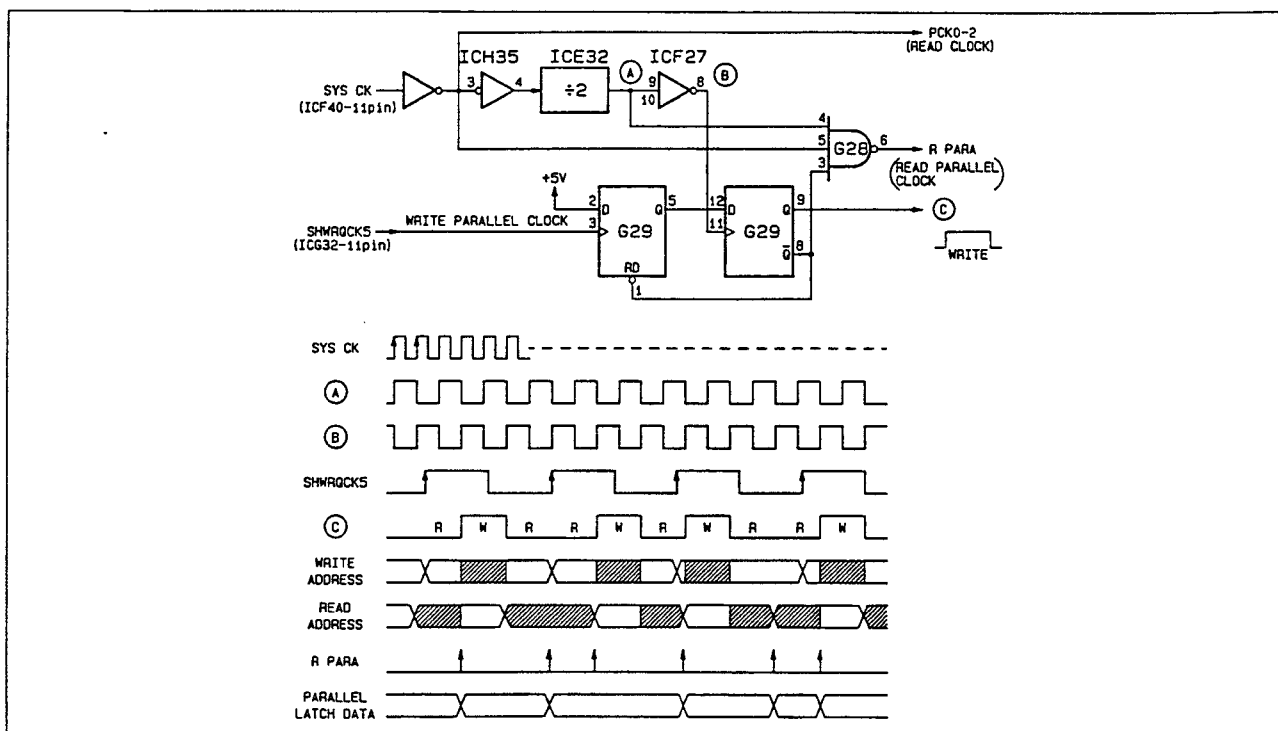 PCK0-2
(READ CLOCK)
ICH35 ICE32 A ICF27 B
SYS CK
(ICF40-11pin)
3 4 ÷2 9 10 8
4
5 G28 6 R PARA
3
(READ PARALLEL
CLOCK)
+5V
2 D Q 5 12 D Q 9 C
WRITE PARALLEL CLOCK
SHWRQCK5
(ICG32-11pin)
3 G29 11 G29
Q 8
WRITE
RD
1
SYS CK
A
B
SHWRQCK5
C R W R R W R W R R W
WRITE
ADDRESS
READ
ADDRESS
R PARA
PARALLEL
LATCH DATA